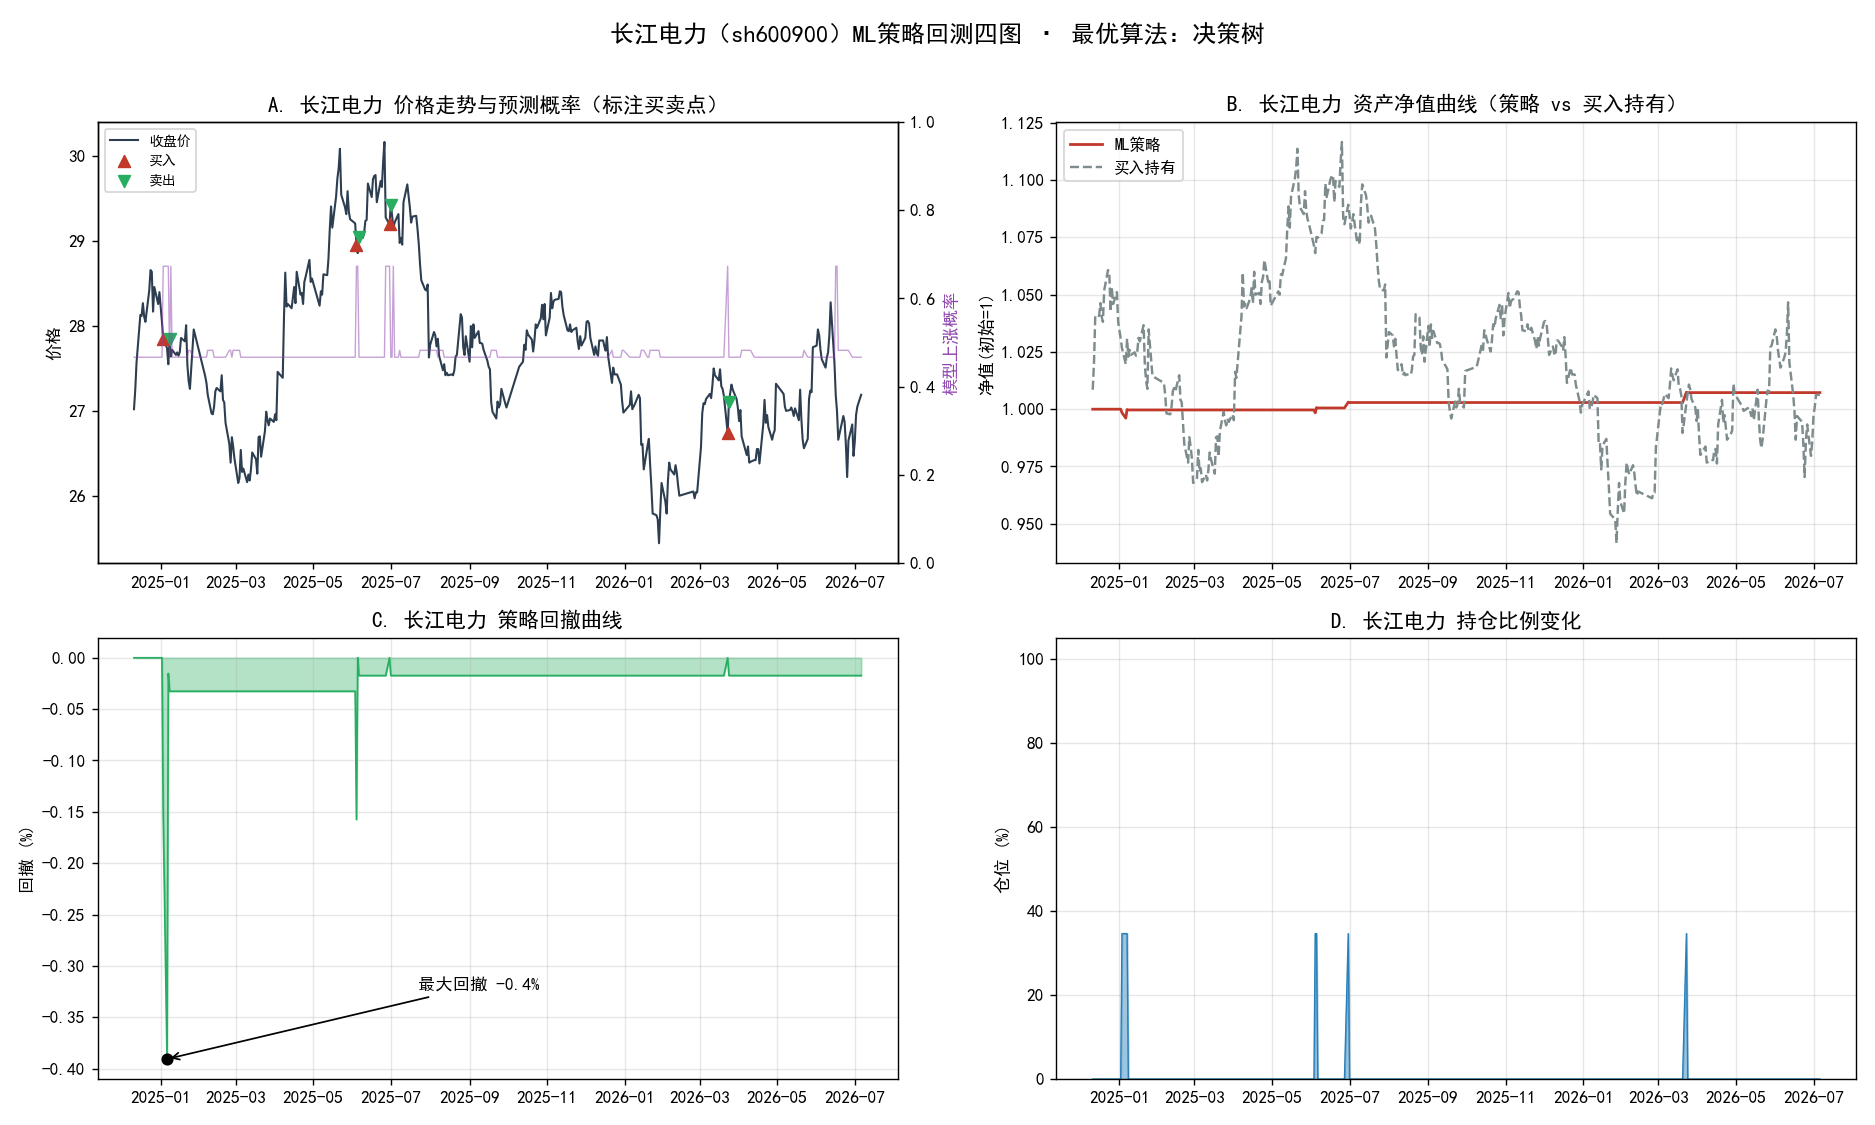 长江电力（sh600900）ML策略回测四图 · 最优算法：决策树
A. 长江电力 价格走势与预测概率（标注买卖点）
收盘价
买入
卖出
价格
30
29
28
27
26
1.0
0.8
0.6
0.4
0.2
0.0
模型上涨概率
2025-01 2025-03 2025-05 2025-07 2025-09 2025-11 2026-01 2026-03 2026-05 2026-07
B. 长江电力 资产净值曲线（策略 vs 买入持有）
ML策略
买入持有
净值(初始=1)
1.125
1.100
1.075
1.050
1.025
1.000
0.975
0.950
2025-01 2025-03 2025-05 2025-07 2025-09 2025-11 2026-01 2026-03 2026-05 2026-07
C. 长江电力 策略回撤曲线
回撤 (%)
0.00
-0.05
-0.10
-0.15
-0.20
-0.25
-0.30
-0.35
-0.40
最大回撤 -0.4%
2025-01 2025-03 2025-05 2025-07 2025-09 2025-11 2026-01 2026-03 2026-05 2026-07
D. 长江电力 持仓比例变化
仓位 (%)
100
80
60
40
20
0
2025-01 2025-03 2025-05 2025-07 2025-09 2025-11 2026-01 2026-03 2026-05 2026-07